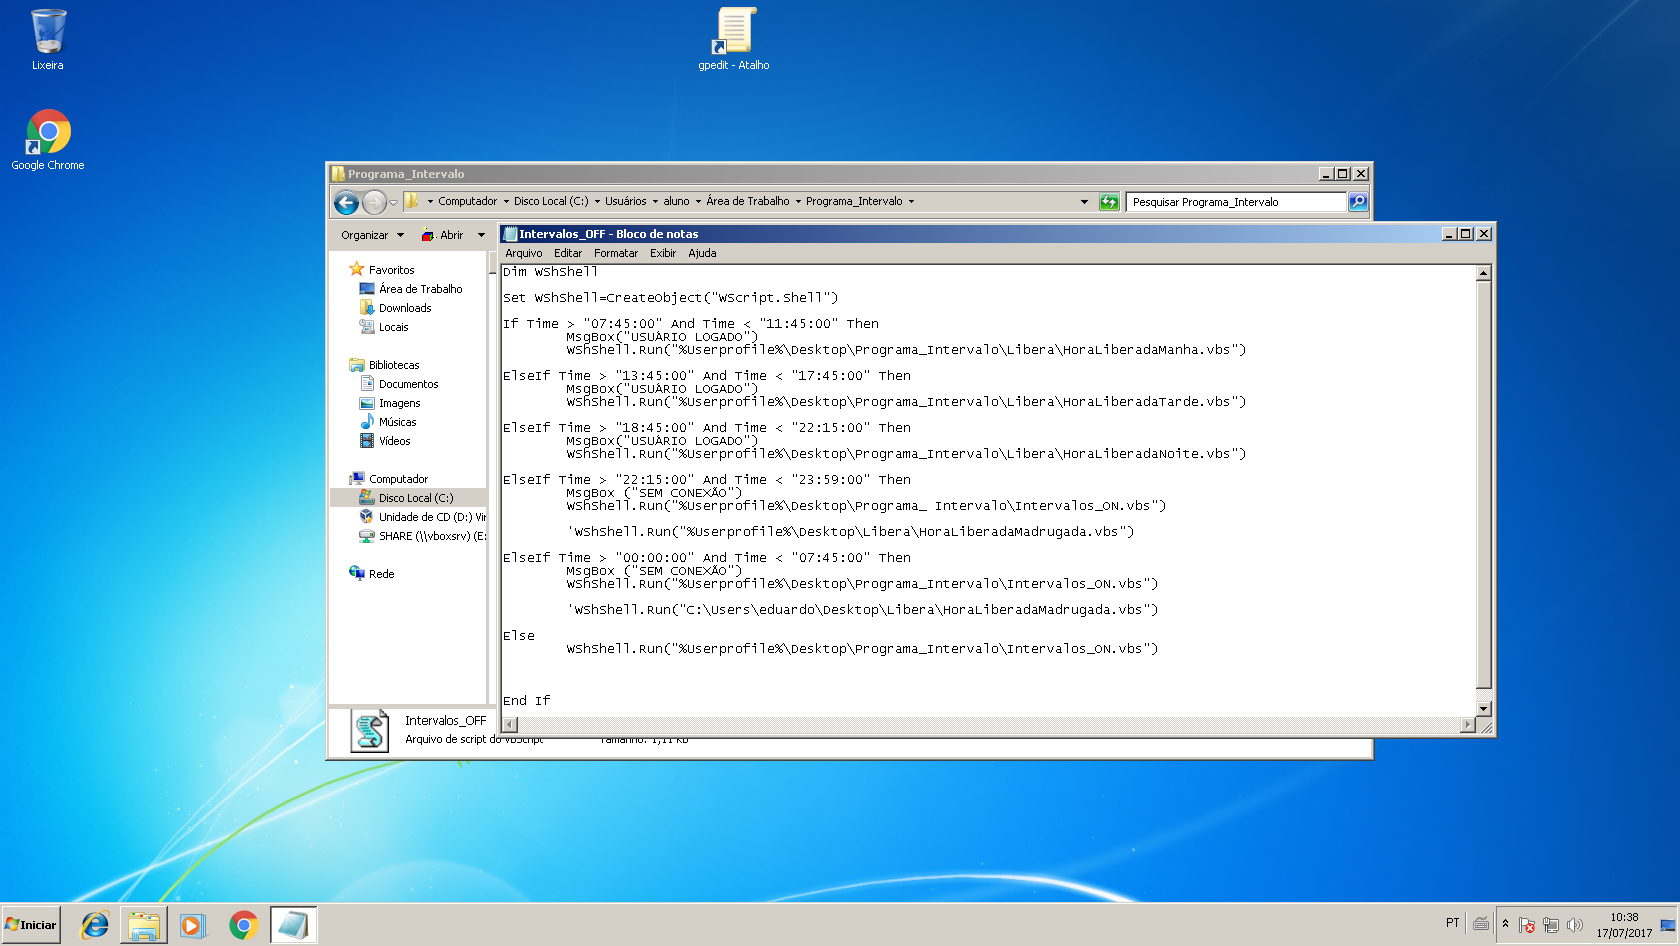 Lixeira
gpedit - Atalho
Google Chrome
Programa_Intervalo
Computador Disco Local (C:) Usuários aluno Área de Trabalho Programa_Intervalo
Pesquisar Programa_Intervalo
Organizar Abrir
Favoritos
Área de Trabalho
Downloads
Locais
Bibliotecas
Documentos
Imagens
Músicas
Vídeos
Computador
Disco Local (C:)
Unidade de CD (D:) Vir
SHARE (\\vboxsrv) (E:
Rede
Intervalos_OFF
Arquivo de script do VBScript Tamanho: 1,11 KB
Intervalos_OFF - Bloco de notas
Arquivo Editar Formatar Exibir Ajuda
Dim WShShell
Set WShShell=CreateObject("WScript.Shell")
If Time > "07:45:00" And Time < "11:45:00" Then
MsgBox("USUÁRIO LOGADO")
WShShell.Run("%Userprofile%\Desktop\Programa_Intervalo\Libera\HoraLiberadaManha.vbs")
ElseIf Time > "13:45:00" And Time < "17:45:00" Then
MsgBox("USUÁRIO LOGADO")
WShShell.Run("%Userprofile%\Desktop\Programa_Intervalo\Libera\HoraLiberadaTarde.vbs")
ElseIf Time > "18:45:00" And Time < "22:15:00" Then
MsgBox("USUÁRIO LOGADO")
WShShell.Run("%Userprofile%\Desktop\Programa_Intervalo\Libera\HoraLiberadaNoite.vbs")
ElseIf Time > "22:15:00" And Time < "23:59:00" Then
MsgBox ("SEM CONEXÃO")
WShShell.Run("%Userprofile%\Desktop\Programa_ Intervalo\Intervalos_ON.vbs")
'WShShell.Run("%Userprofile%\Desktop\Libera\HoraLiberadaMadrugada.vbs")
ElseIf Time > "00:00:00" And Time < "07:45:00" Then
MsgBox ("SEM CONEXÃO")
WShShell.Run("%Userprofile%\Desktop\Programa_Intervalo\Intervalos_ON.vbs")
'WShShell.Run("C:\Users\eduardo\Desktop\Libera\HoraLiberadaMadrugada.vbs")
Else
WShShell.Run("%Userprofile%\Desktop\Programa_Intervalo\Intervalos_ON.vbs")
End If
Iniciar
PT
10:38
17/07/2017